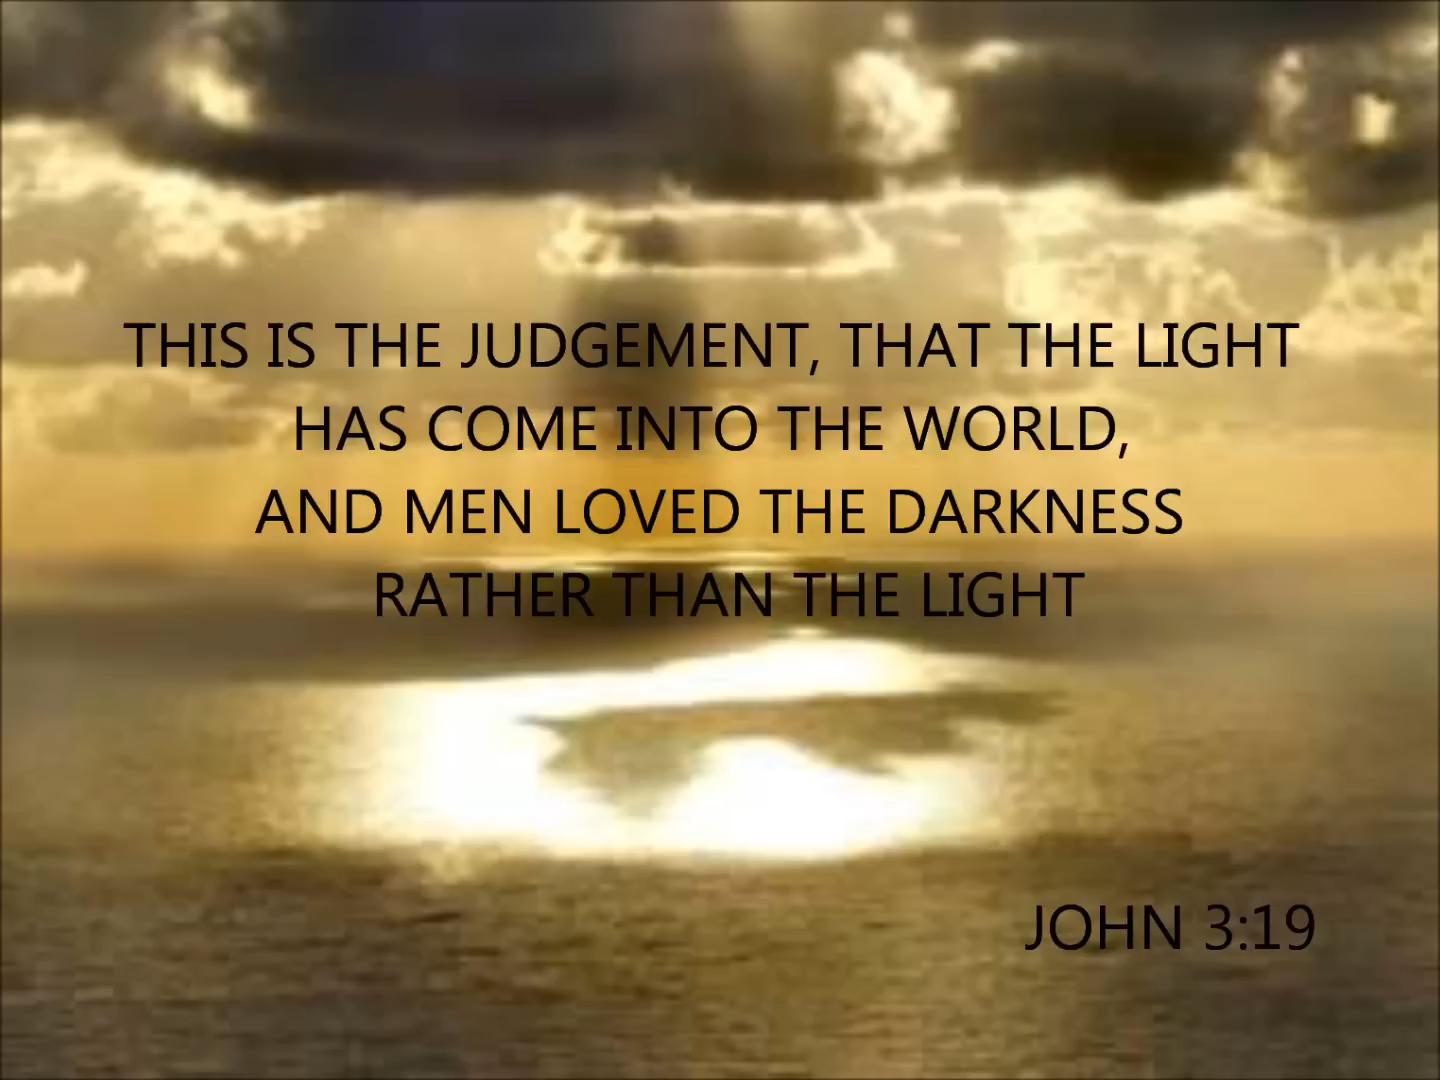 THIS IS THE JUDGEMENT, THAT THE LIGHT
HAS COME INTO THE WORLD,
AND MEN LOVED THE DARKNESS
RATHER THAN THE LIGHT
JOHN 3:19